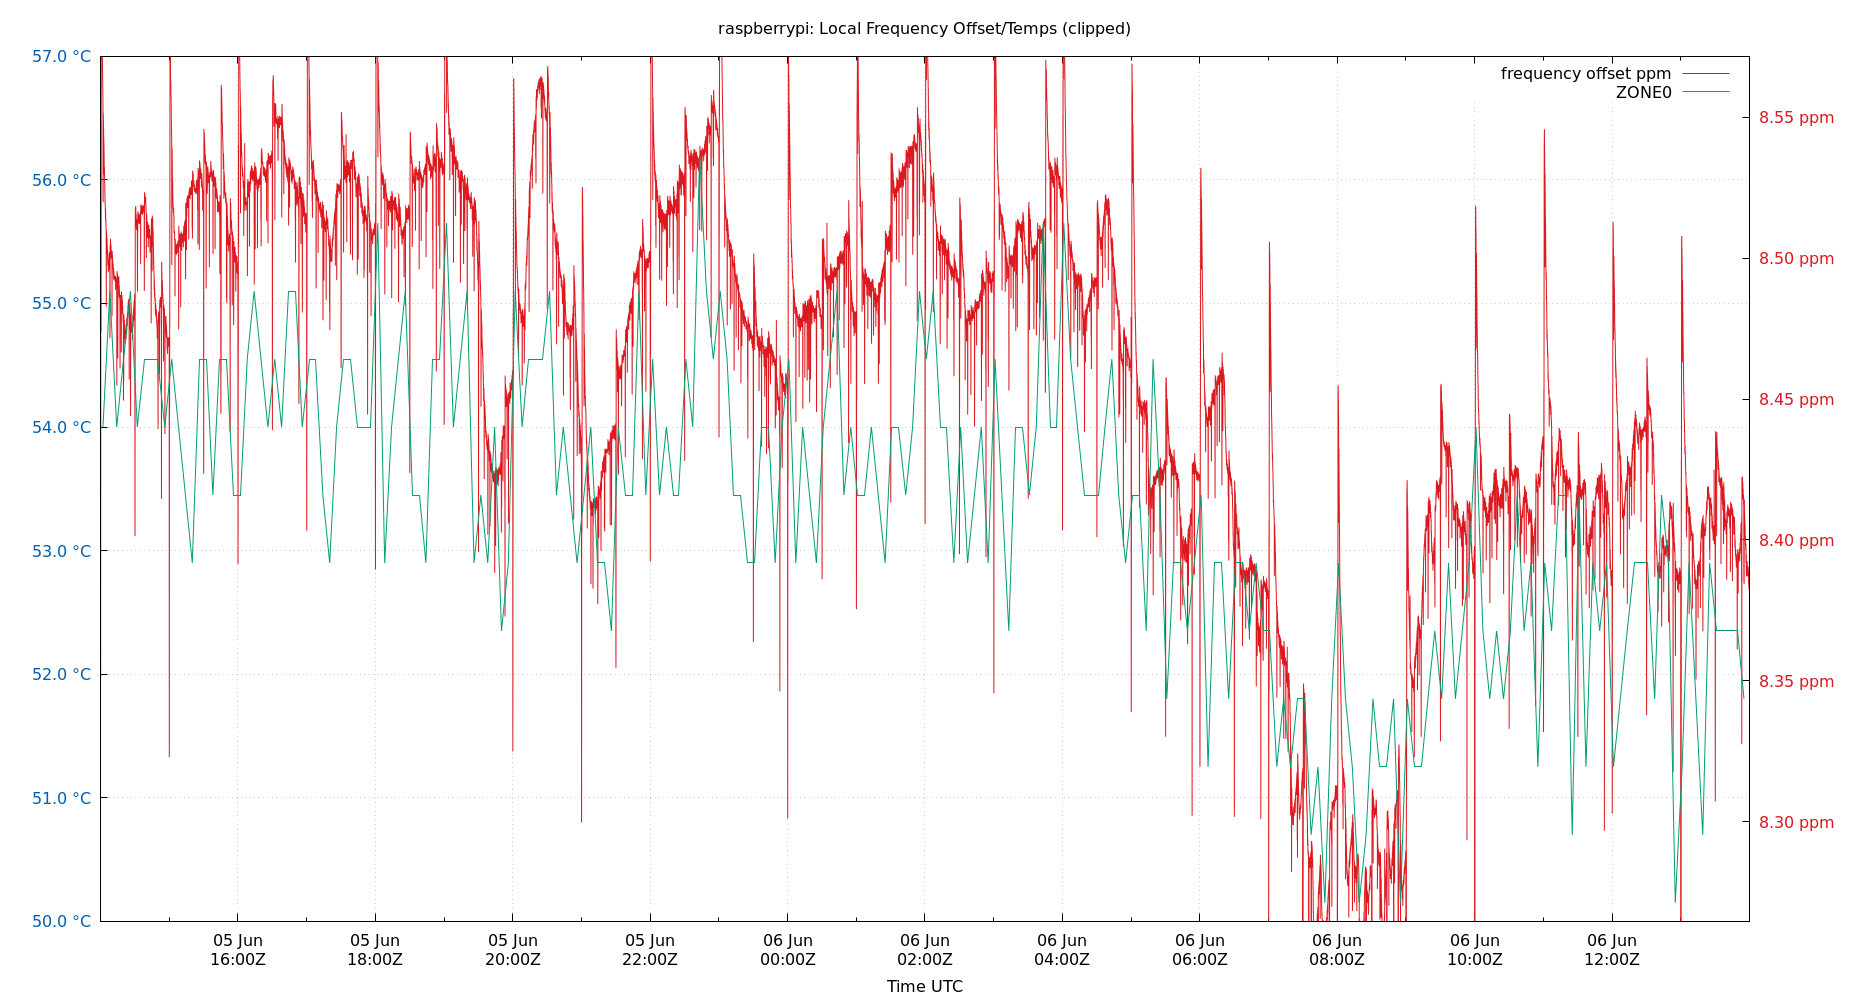 raspberrypi: Local Frequency Offset/Temps (clipped)
frequency offset ppm
ZONE0
57.0 °C
56.0 °C
55.0 °C
54.0 °C
53.0 °C
52.0 °C
51.0 °C
50.0 °C
8.55 ppm
8.50 ppm
8.45 ppm
8.40 ppm
8.35 ppm
8.30 ppm
05 Jun
16:00Z
05 Jun
18:00Z
05 Jun
20:00Z
05 Jun
22:00Z
06 Jun
00:00Z
06 Jun
02:00Z
06 Jun
04:00Z
06 Jun
06:00Z
06 Jun
08:00Z
06 Jun
10:00Z
06 Jun
12:00Z
Time UTC